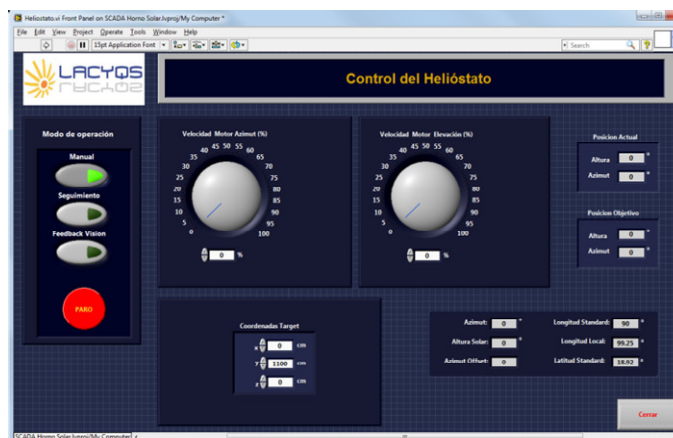 Heliostato.vi Front Panel on SCADA Horno Solar.lvproj/My Computer *
File Edit View Project Operate Tools Window Help
15pt Application Font
Search
LACYQS
Control del Helióstato
Modo de operación
Manual
Seguimiento
Feedback Vision
PARO
Velocidad Motor Azimut (%)
0 5 10 15 20 25 30 35 40 45 50 55 60 65 70 75 80 85 90 95 100
0 %
Velocidad Motor Elevación (%)
0 5 10 15 20 25 30 35 40 45 50 55 60 65 70 75 80 85 90 95 100
0 %
Posicion Actual
Altura 0 °
Azimut 0 °
Posicion Objetivo
Altura 0 °
Azimut 0 °
Coordenadas Target
x 0 cm
y 1100 cm
z 0 cm
Azimut: 0 °
Altura Solar: 0 °
Azimut Offset: 0
Longitud Standard: 90 °
Longitud Local: 99.25 °
Latitud Standard: 18.92 °
Cerrar
SCADA Horno Solar.lvproj/My Computer